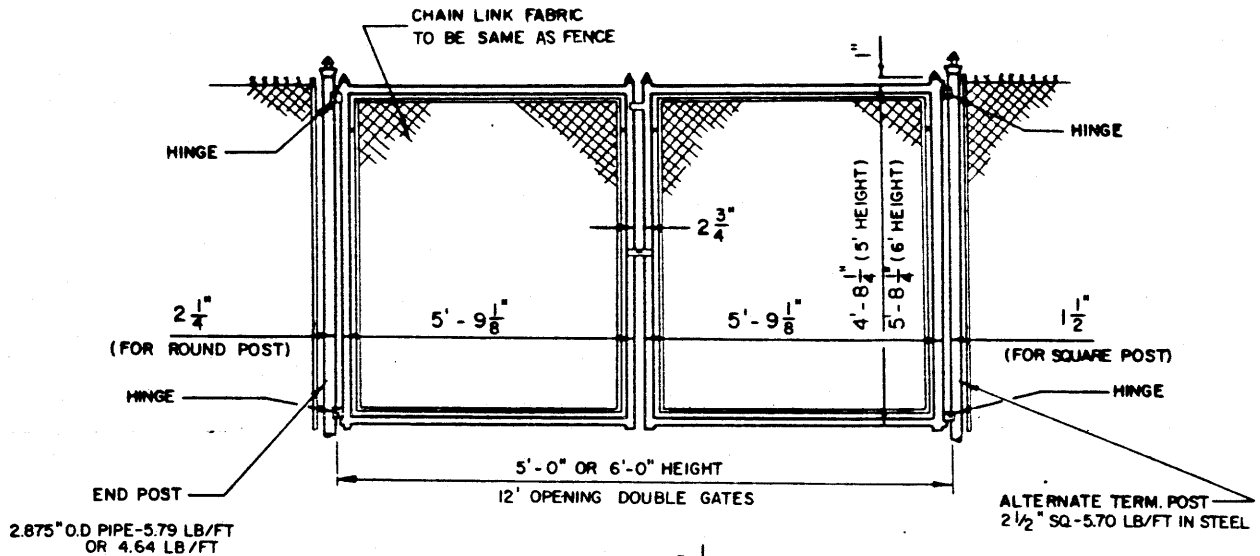 CHAIN LINK FABRIC
TO BE SAME AS FENCE
1"
HINGE
HINGE
2 3/4"
4'-8 1/4" (5' HEIGHT)
5'-8 1/4" (6' HEIGHT)
2 1/4"
(FOR ROUND POST)
5'-9 1/8"
5'-9 1/8"
1 1/2"
(FOR SQUARE POST)
HINGE
HINGE
5'-0" OR 6'-0" HEIGHT
12' OPENING DOUBLE GATES
END POST
2.875" O.D PIPE-5.79 LB/FT
OR 4.64 LB/FT
ALTERNATE TERM. POST
2 1/2" SQ.-5.70 LB/FT IN STEEL